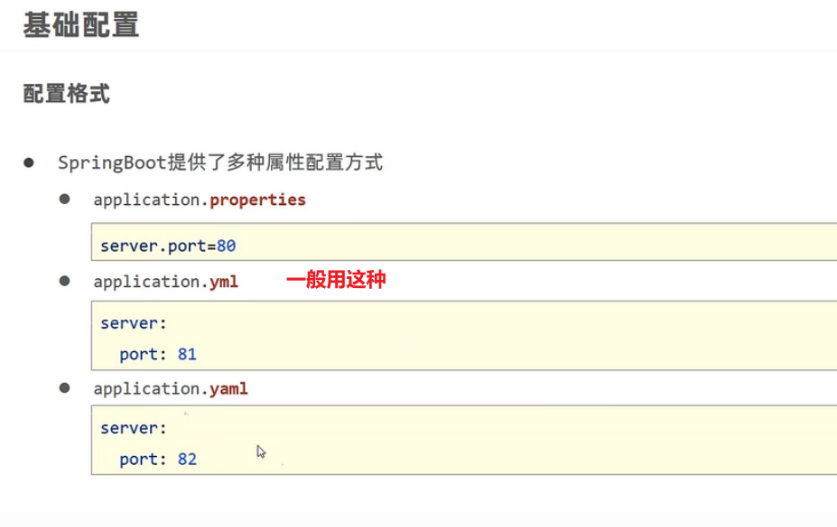 基础配置
配置格式
SpringBoot提供了多种属性配置方式
application.properties
server.port=80
application.yml 一般用这种
server:
port: 81
application.yaml
server:
port: 82